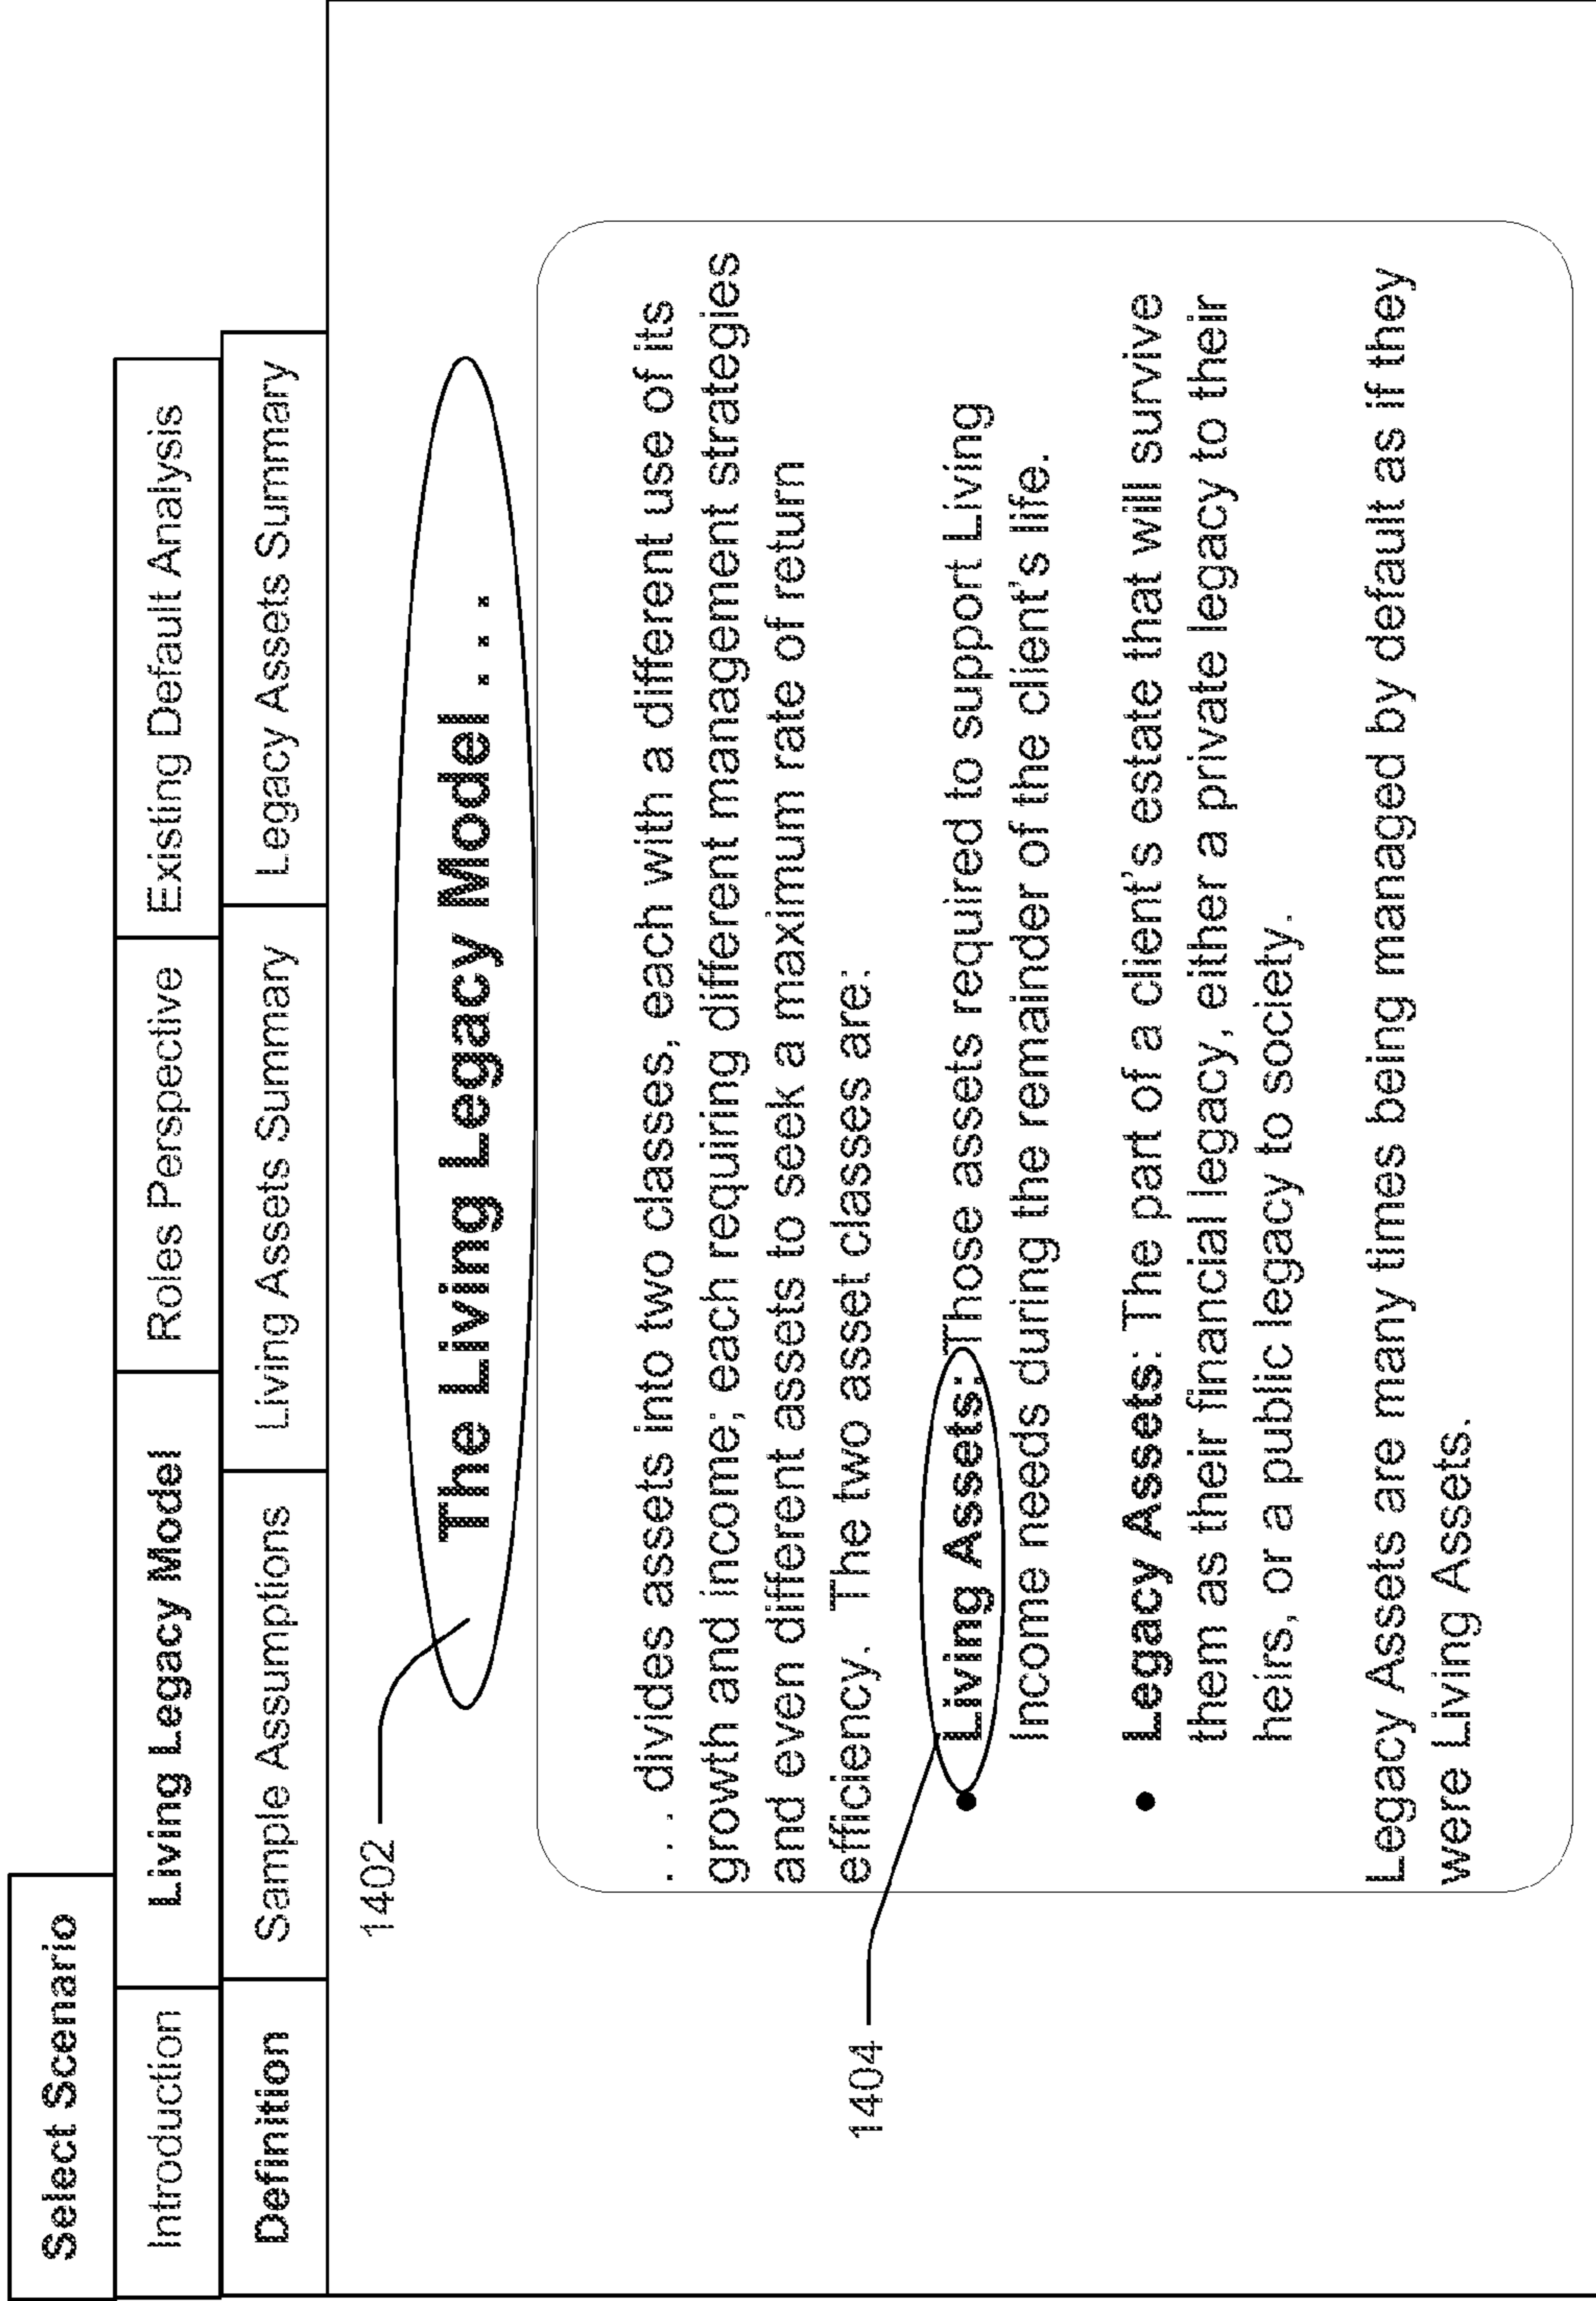 Select Scenario
Introduction Living Legacy Model Roles Perspective Existing Default Analysis
Definition Sample Assumptions Living Assets Summary Legacy Assets Summary
1402
The Living Legacy Model . . .
. . . divides assets into two classes, each with a different use of its
growth and income; each requiring different management strategies
and even different assets to seek a maximum rate of return
efficiency. The two asset classes are:
1404
• Living Assets: Those assets required to support Living
Income needs during the remainder of the client's life.
• Legacy Assets: The part of a client's estate that will survive
them as their financial legacy, either a private legacy to their
heirs, or a public legacy to society.
Legacy Assets are many times being managed by default as if they
were Living Assets.